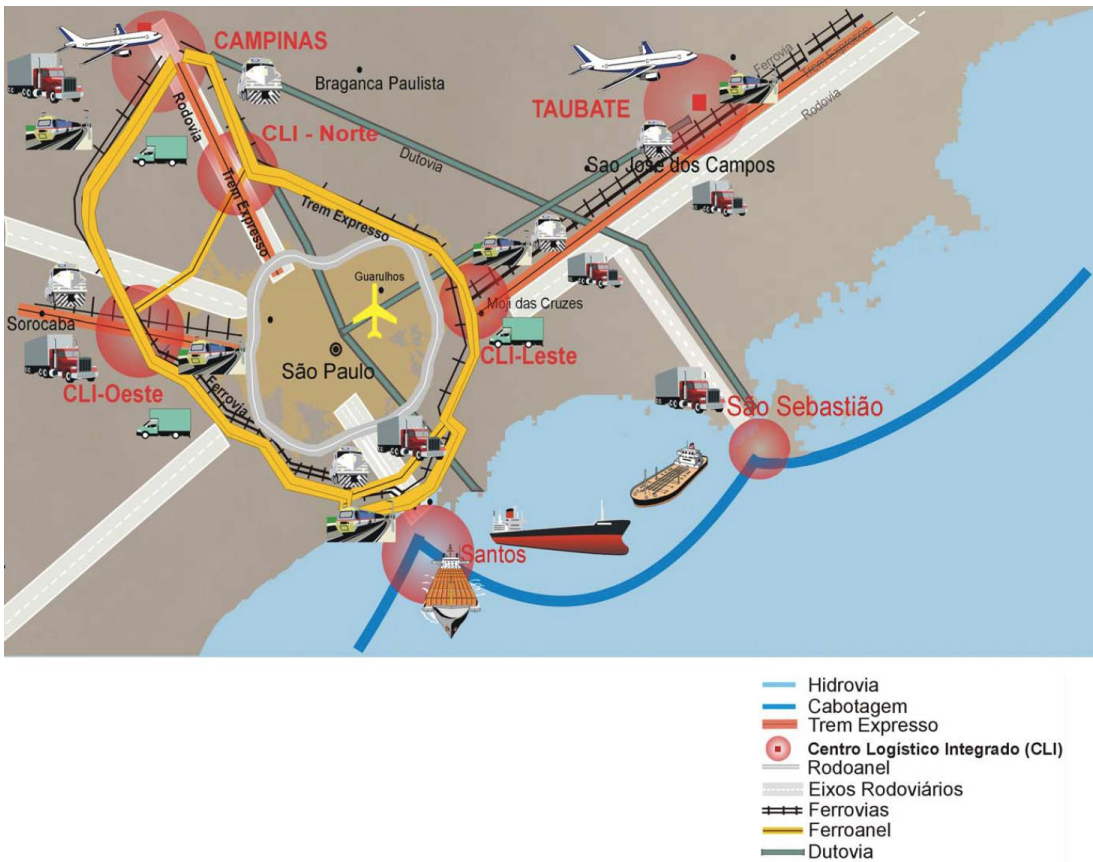 CAMPINAS
Braganca Paulista
TAUBATE
Ferrovia
Trem Expresso
Rodovia
Rodovia
CLI - Norte
Dutovia
Sao Jose dos Campos
Trem Expresso
Trem Expresso
Guarulhos
Sorocaba
Moji das Cruzes
São Paulo
CLI-Leste
CLI-Oeste
Ferrovia
São Sebastião
Santos
Hidrovia
Cabotagem
Trem Expresso
Centro Logístico Integrado (CLI)
Rodoanel
Eixos Rodoviários
Ferrovias
Ferroanel
Dutovia